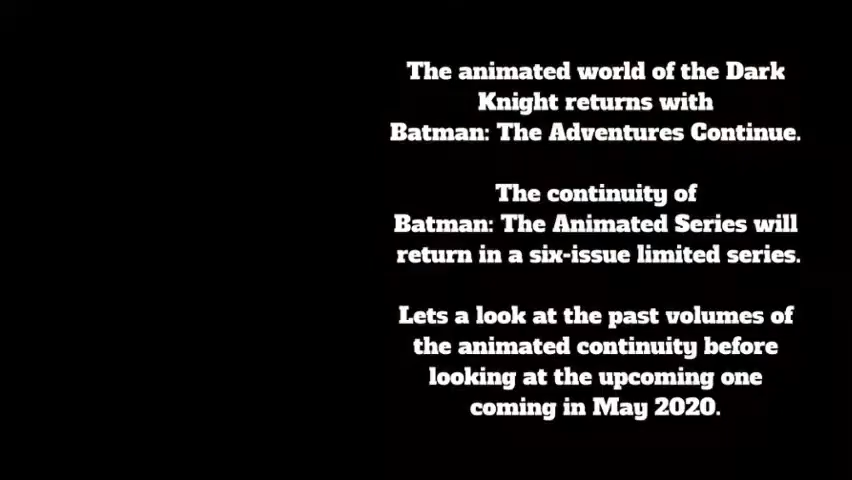 The animated world of the Dark
Knight returns with
Batman: The Adventures Continue.
The continuity of
Batman: The Animated Series will
return in a six-issue limited series.
Lets a look at the past volumes of
the animated continuity before
looking at the upcoming one
coming in May 2020.